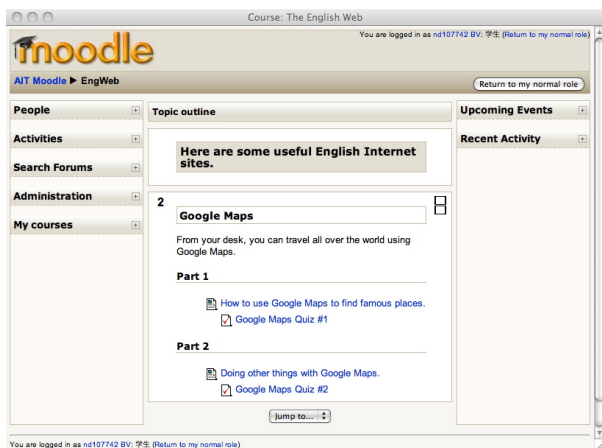 Course: The English Web
moodle
You are logged in as nd107742 BV: 学生 (Return to my normal role)
AIT Moodle ► EngWeb
Return to my normal role
People
Activities
Search Forums
Administration
My courses
Topic outline
Here are some useful English Internet
sites.
2
Google Maps
From your desk, you can travel all over the world using
Google Maps.
Part 1
How to use Google Maps to find famous places.
Google Maps Quiz #1
Part 2
Doing other things with Google Maps.
Google Maps Quiz #2
Jump to...
Upcoming Events
Recent Activity
You are logged in as nd107742 BV: 学生 (Return to my normal role)